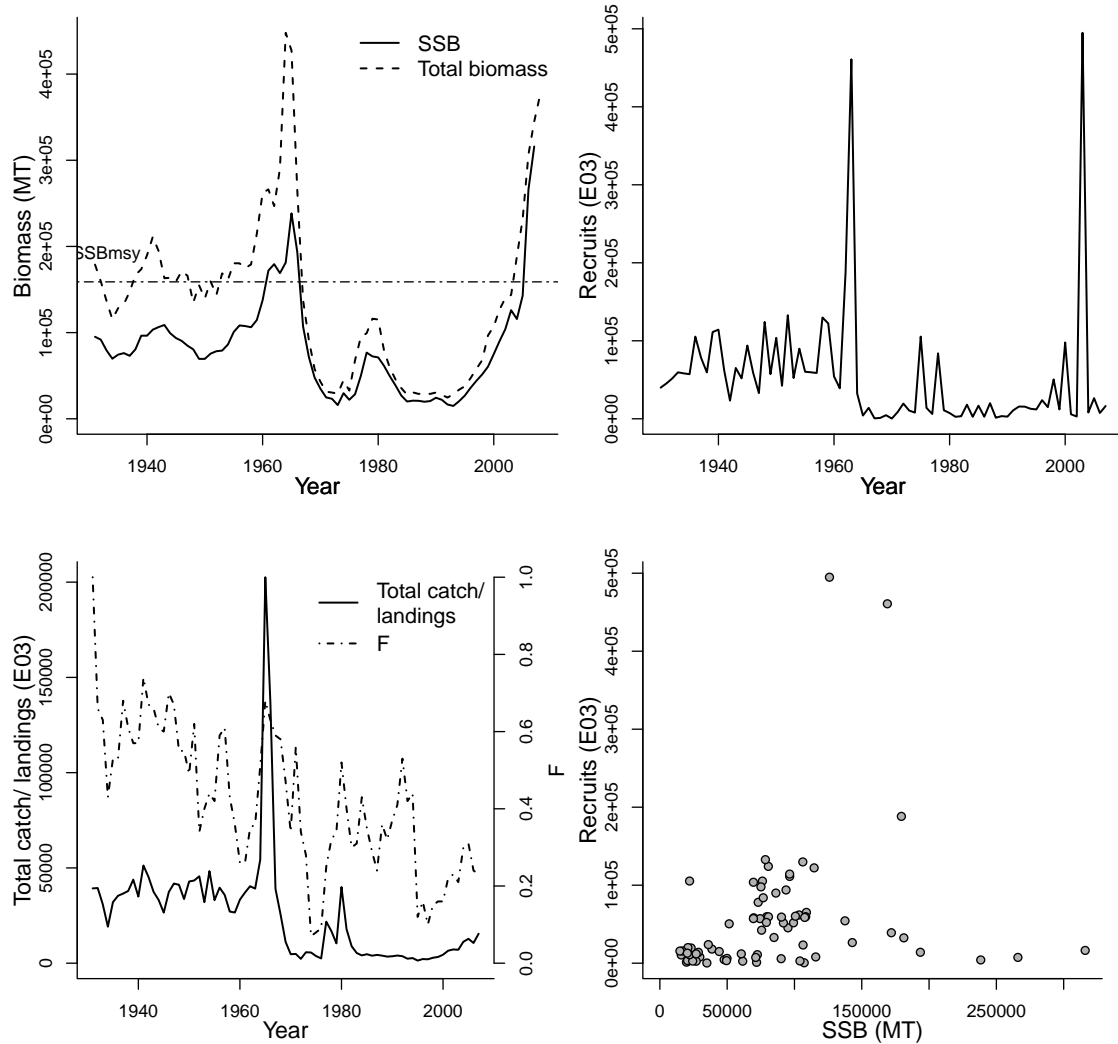 SSB
Total biomass
SSBmsy
Biomass (MT)
0e+00
1e+05
2e+05
3e+05
4e+05
1940
1960
1980
2000
Year
Recruits (E03)
0e+00
1e+05
2e+05
3e+05
4e+05
5e+05
1940
1960
1980
2000
Year
Total catch/
landings
F
Total catch/ landings (E03)
0
50000
100000
150000
200000
0.0
0.2
0.4
0.6
0.8
1.0
F
1940
1960
1980
2000
Year
Recruits (E03)
0e+00
1e+05
2e+05
3e+05
4e+05
5e+05
0
50000
150000
250000
SSB (MT)